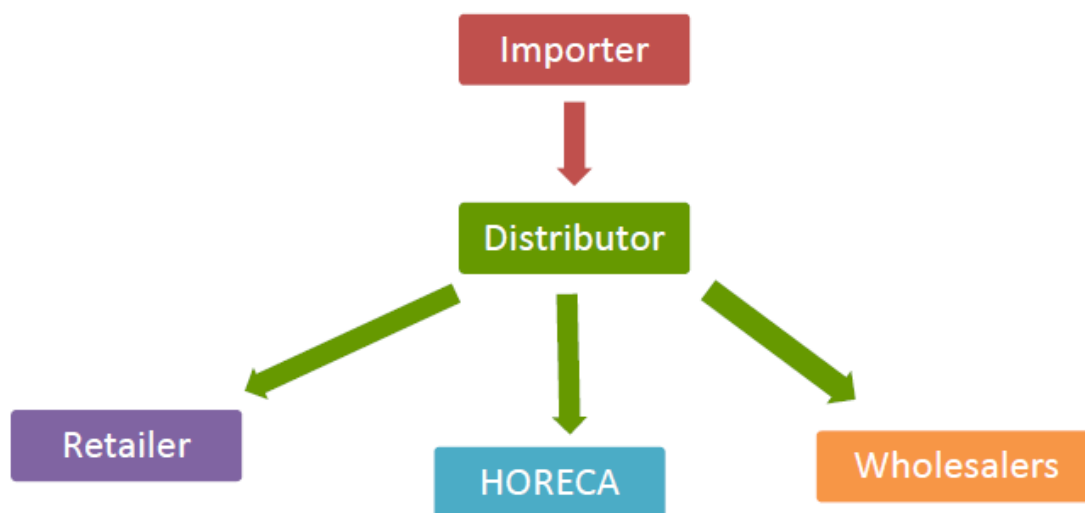 Importer
Distributor
Retailer
HORECA
Wholesalers